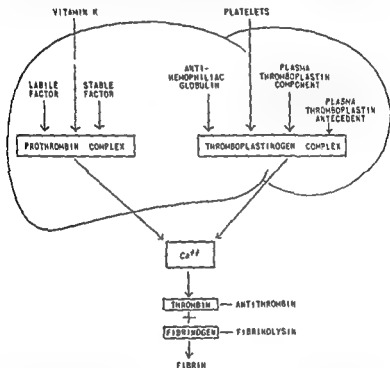 VITAMIN K
PLATELETS
LABILE
FACTOR
STABLE
FACTOR
ANTI-
HEMOPHILIAC
GLOBULIN
PLASMA
THROMBOPLASTIN
COMPONENT
PLASMA
THROMBOPLASTIN
ANTECEDENT
PROTHROMBIN COMPLEX
THROMBOPLASTINOGEN COMPLEX
Ca++
THROMBIN
ANTITHROMBIN
+
FIBRINOGEN
FIBRINOLYSIN
FIBRIN